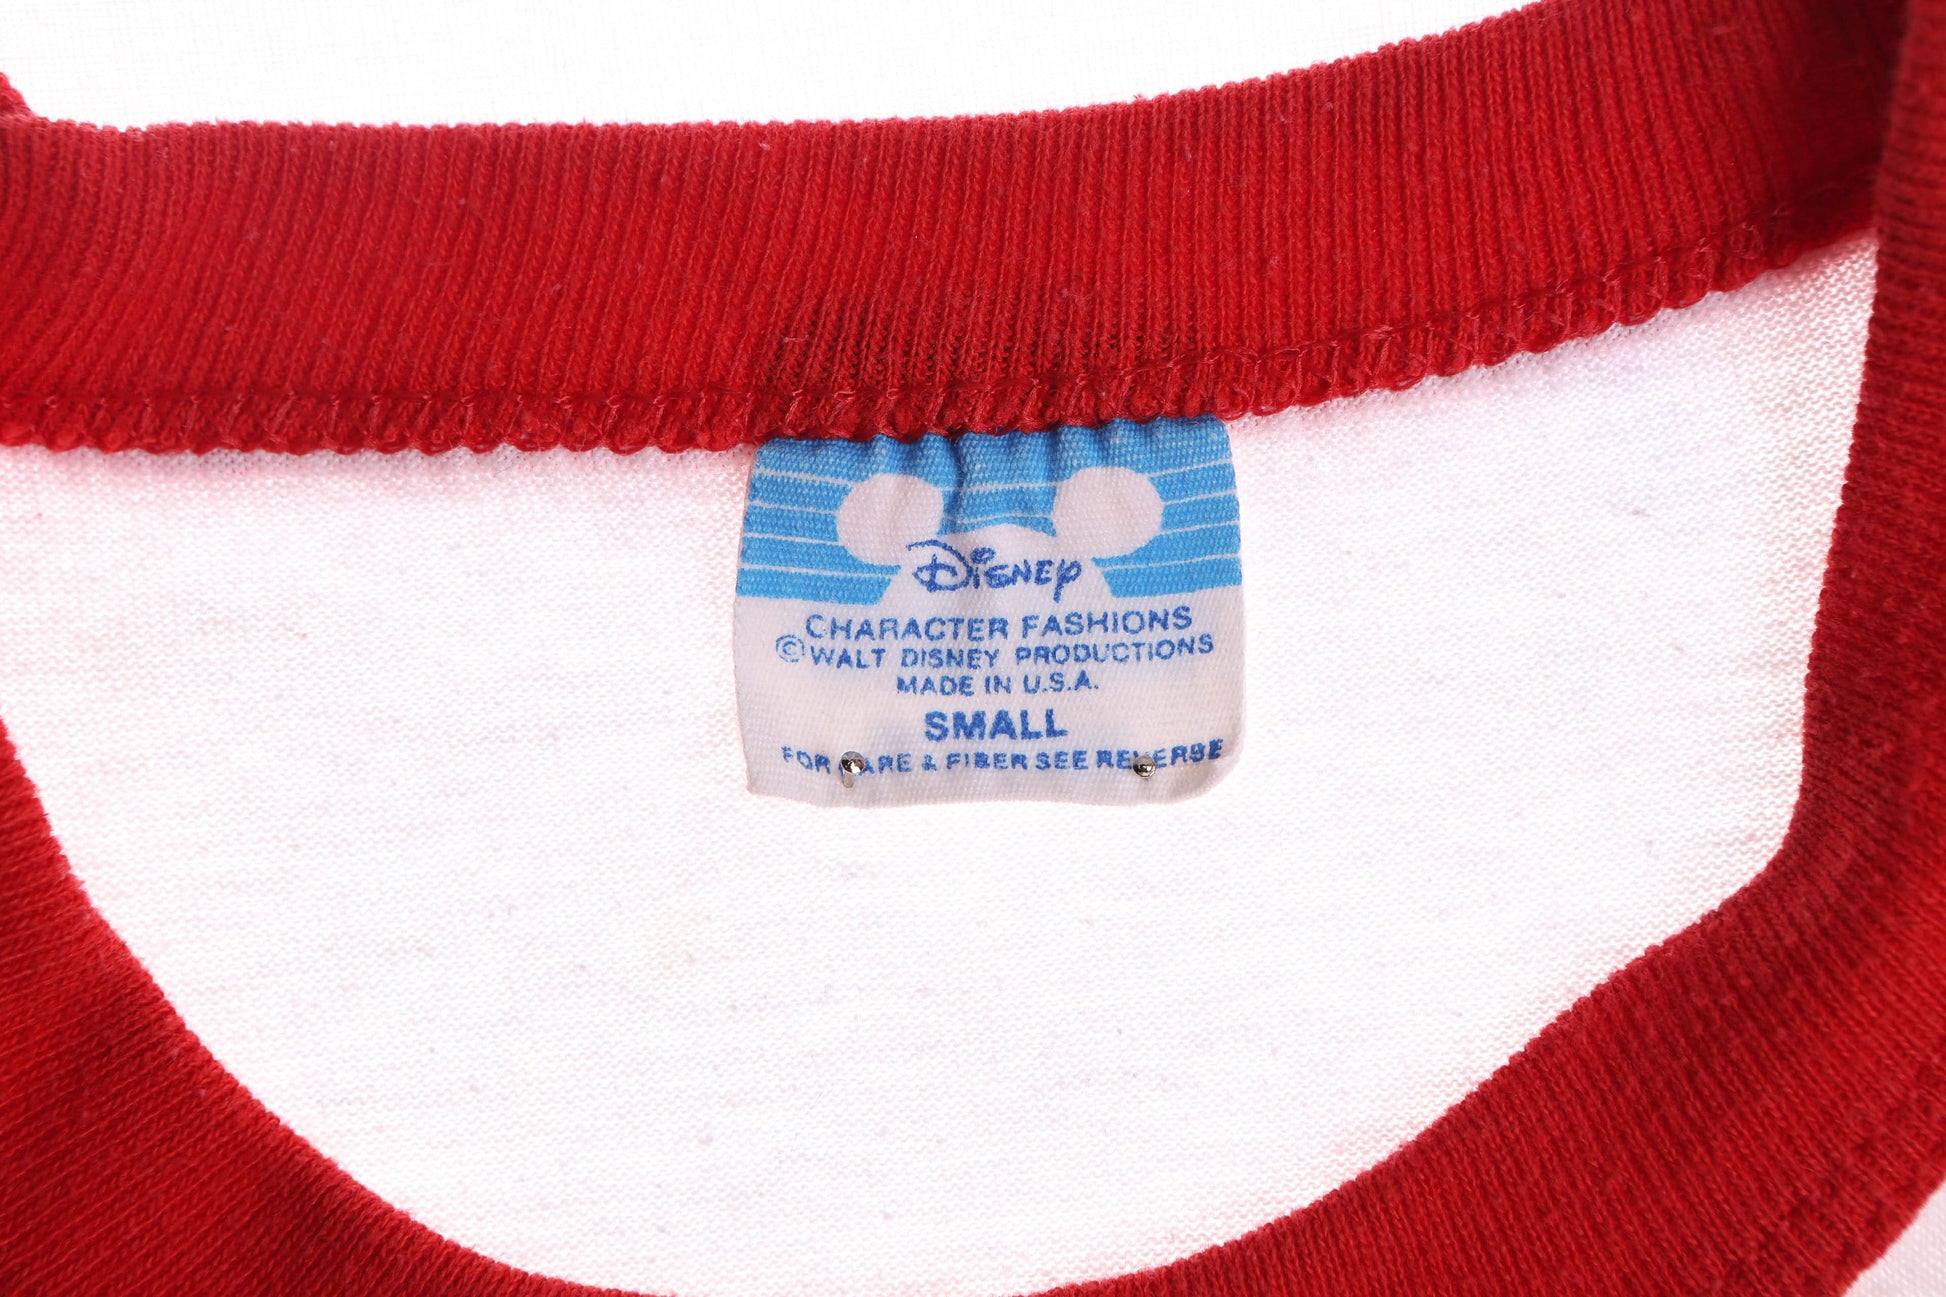 Disney
CHARACTER FASHIONS
©WALT DISNEY PRODUCTIONS
MADE IN U.S.A.
SMALL
FOR CARE & FIBER SEE REVERSE